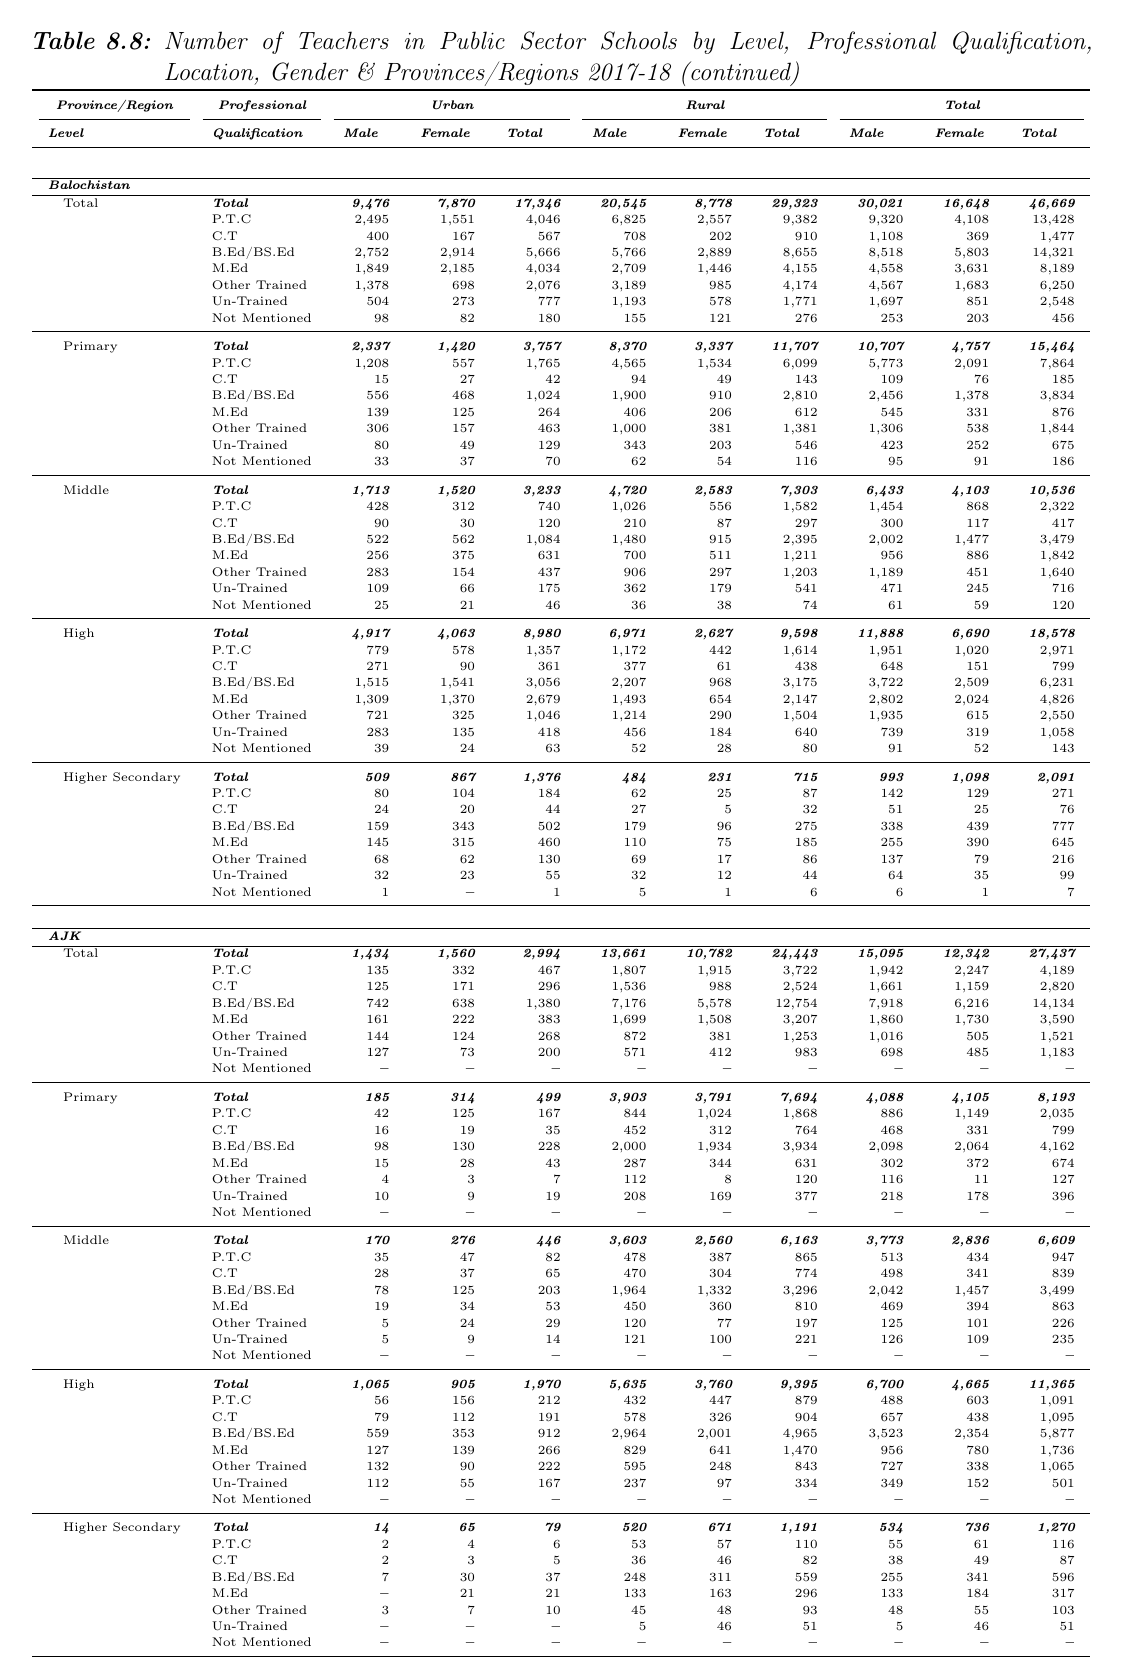 Table 8.8: Number of Teachers in Public Sector Schools by Level, Professional Qualification,
Location, Gender & Provinces/Regions 2017-18 (continued)
Province/Region Professional Urban Rural Total
Level Qualification Male Female Total Male Female Total Male Female Total
Balochistan
Total Total 9,476 7,870 17,346 20,545 8,778 29,323 30,021 16,648 46,669
P.T.C 2,495 1,551 4,046 6,825 2,557 9,382 9,320 4,108 13,428
C.T 400 167 567 708 202 910 1,108 369 1,477
B.Ed/BS.Ed 2,752 2,914 5,666 5,766 2,889 8,655 8,518 5,803 14,321
M.Ed 1,849 2,185 4,034 2,709 1,446 4,155 4,558 3,631 8,189
Other Trained 1,378 698 2,076 3,189 985 4,174 4,567 1,683 6,250
Un-Trained 504 273 777 1,193 578 1,771 1,697 851 2,548
Not Mentioned 98 82 180 155 121 276 253 203 456
Primary Total 2,337 1,420 3,757 8,370 3,337 11,707 10,707 4,757 15,464
P.T.C 1,208 557 1,765 4,565 1,534 6,099 5,773 2,091 7,864
C.T 15 27 42 94 49 143 109 76 185
B.Ed/BS.Ed 556 468 1,024 1,900 910 2,810 2,456 1,378 3,834
M.Ed 139 125 264 406 206 612 545 331 876
Other Trained 306 157 463 1,000 381 1,381 1,306 538 1,844
Un-Trained 80 49 129 343 203 546 423 252 675
Not Mentioned 33 37 70 62 54 116 95 91 186
Middle Total 1,713 1,520 3,233 4,720 2,583 7,303 6,433 4,103 10,536
P.T.C 428 312 740 1,026 556 1,582 1,454 868 2,322
C.T 90 30 120 210 87 297 300 117 417
B.Ed/BS.Ed 522 562 1,084 1,480 915 2,395 2,002 1,477 3,479
M.Ed 256 375 631 700 511 1,211 956 886 1,842
Other Trained 283 154 437 906 297 1,203 1,189 451 1,640
Un-Trained 109 66 175 362 179 541 471 245 716
Not Mentioned 25 21 46 36 38 74 61 59 120
High Total 4,917 4,063 8,980 6,971 2,627 9,598 11,888 6,690 18,578
P.T.C 779 578 1,357 1,172 442 1,614 1,951 1,020 2,971
C.T 271 90 361 377 61 438 648 151 799
B.Ed/BS.Ed 1,515 1,541 3,056 2,207 968 3,175 3,722 2,509 6,231
M.Ed 1,309 1,370 2,679 1,493 654 2,147 2,802 2,024 4,826
Other Trained 721 325 1,046 1,214 290 1,504 1,935 615 2,550
Un-Trained 283 135 418 456 184 640 739 319 1,058
Not Mentioned 39 24 63 52 28 80 91 52 143
Higher Secondary Total 509 867 1,376 484 231 715 993 1,098 2,091
P.T.C 80 104 184 62 25 87 142 129 271
C.T 24 20 44 27 5 32 51 25 76
B.Ed/BS.Ed 159 343 502 179 96 275 338 439 777
M.Ed 145 315 460 110 75 185 255 390 645
Other Trained 68 62 130 69 17 86 137 79 216
Un-Trained 32 23 55 32 12 44 64 35 99
Not Mentioned 1 – 1 5 1 6 6 1 7
AJK
Total Total 1,434 1,560 2,994 13,661 10,782 24,443 15,095 12,342 27,437
P.T.C 135 332 467 1,807 1,915 3,722 1,942 2,247 4,189
C.T 125 171 296 1,536 988 2,524 1,661 1,159 2,820
B.Ed/BS.Ed 742 638 1,380 7,176 5,578 12,754 7,918 6,216 14,134
M.Ed 161 222 383 1,699 1,508 3,207 1,860 1,730 3,590
Other Trained 144 124 268 872 381 1,253 1,016 505 1,521
Un-Trained 127 73 200 571 412 983 698 485 1,183
Not Mentioned – – – – – – – – –
Primary Total 185 314 499 3,903 3,791 7,694 4,088 4,105 8,193
P.T.C 42 125 167 844 1,024 1,868 886 1,149 2,035
C.T 16 19 35 452 312 764 468 331 799
B.Ed/BS.Ed 98 130 228 2,000 1,934 3,934 2,098 2,064 4,162
M.Ed 15 28 43 287 344 631 302 372 674
Other Trained 4 3 7 112 8 120 116 11 127
Un-Trained 10 9 19 208 169 377 218 178 396
Not Mentioned – – – – – – – – –
Middle Total 170 276 446 3,603 2,560 6,163 3,773 2,836 6,609
P.T.C 35 47 82 478 387 865 513 434 947
C.T 28 37 65 470 304 774 498 341 839
B.Ed/BS.Ed 78 125 203 1,964 1,332 3,296 2,042 1,457 3,499
M.Ed 19 34 53 450 360 810 469 394 863
Other Trained 5 24 29 120 77 197 125 101 226
Un-Trained 5 9 14 121 100 221 126 109 235
Not Mentioned – – – – – – – – –
High Total 1,065 905 1,970 5,635 3,760 9,395 6,700 4,665 11,365
P.T.C 56 156 212 432 447 879 488 603 1,091
C.T 79 112 191 578 326 904 657 438 1,095
B.Ed/BS.Ed 559 353 912 2,964 2,001 4,965 3,523 2,354 5,877
M.Ed 127 139 266 829 641 1,470 956 780 1,736
Other Trained 132 90 222 595 248 843 727 338 1,065
Un-Trained 112 55 167 237 97 334 349 152 501
Not Mentioned – – – – – – – – –
Higher Secondary Total 14 65 79 520 671 1,191 534 736 1,270
P.T.C 2 4 6 53 57 110 55 61 116
C.T 2 3 5 36 46 82 38 49 87
B.Ed/BS.Ed 7 30 37 248 311 559 255 341 596
M.Ed – 21 21 133 163 296 133 184 317
Other Trained 3 7 10 45 48 93 48 55 103
Un-Trained – – – 5 46 51 5 46 51
Not Mentioned – – – – – – – – –